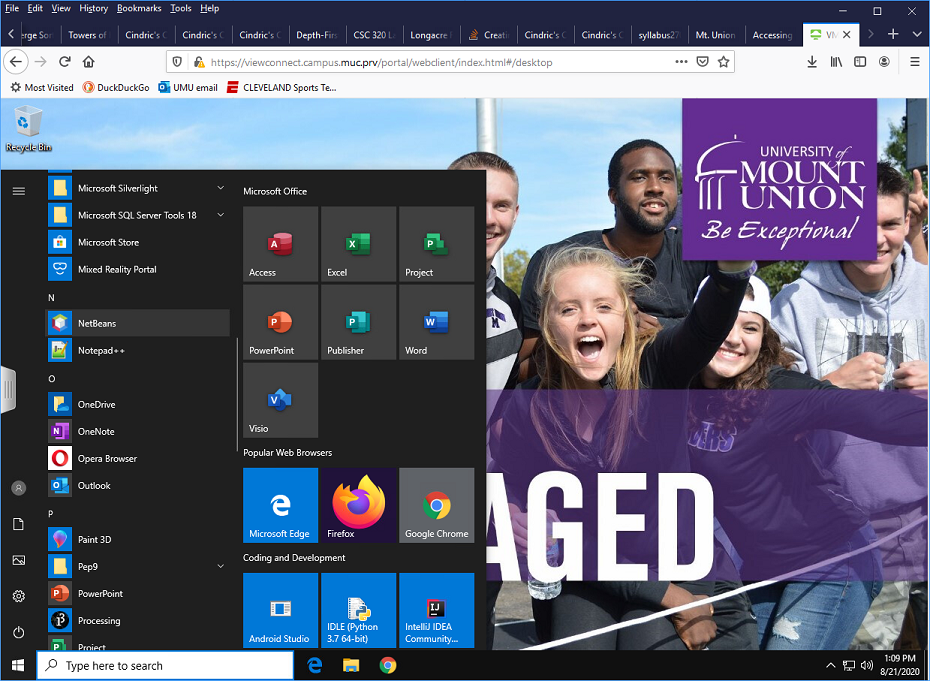 File Edit View History Bookmarks Tools Help
erge Son Towers of Cindric's C Cindric's C Cindric's C Depth-Firs CSC 320 La Longacre F Creatin Cindric's C Cindric's C syllabus27 Mt. Union Accessing VM
https://viewconnect.campus.muc.prv/portal/webclient/index.html#/desktop
Most Visited DuckDuckGo UMU email CLEVELAND Sports Te...
Recycle Bin
UNIVERSITY of
MOUNT
UNION
Be Exceptional
AGED
Microsoft Silverlight
Microsoft SQL Server Tools 18
Microsoft Store
Mixed Reality Portal
N
NetBeans
Notepad++
O
OneDrive
OneNote
Opera Browser
Outlook
P
Paint 3D
Pep9
PowerPoint
Processing
Project
Microsoft Office
Access Excel Project
PowerPoint Publisher Word
Visio
Popular Web Browsers
Microsoft Edge Firefox Google Chrome
Coding and Development
Android Studio IDLE (Python 3.7 64-bit) IntelliJ IDEA Community...
Type here to search
1:09 PM
8/21/2020